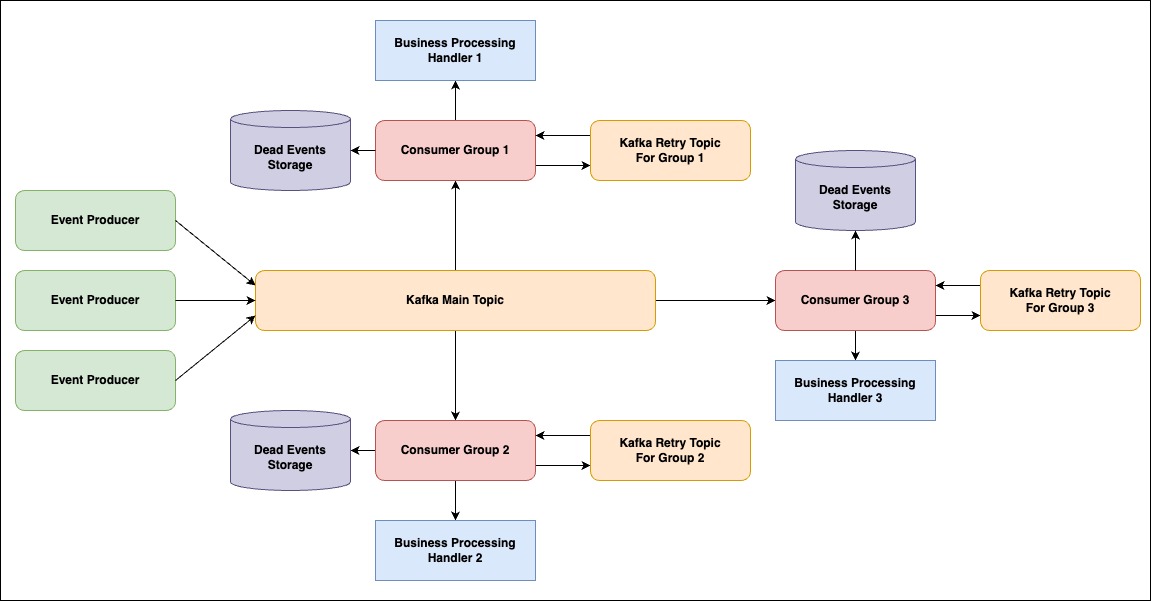 Business Processing
Handler 1
Dead Events
Storage
Consumer Group 1
Kafka Retry Topic
For Group 1
Dead Events
Storage
Event Producer
Event Producer
Kafka Main Topic
Consumer Group 3
Kafka Retry Topic
For Group 3
Event Producer
Business Processing
Handler 3
Dead Events
Storage
Consumer Group 2
Kafka Retry Topic
For Group 2
Business Processing
Handler 2